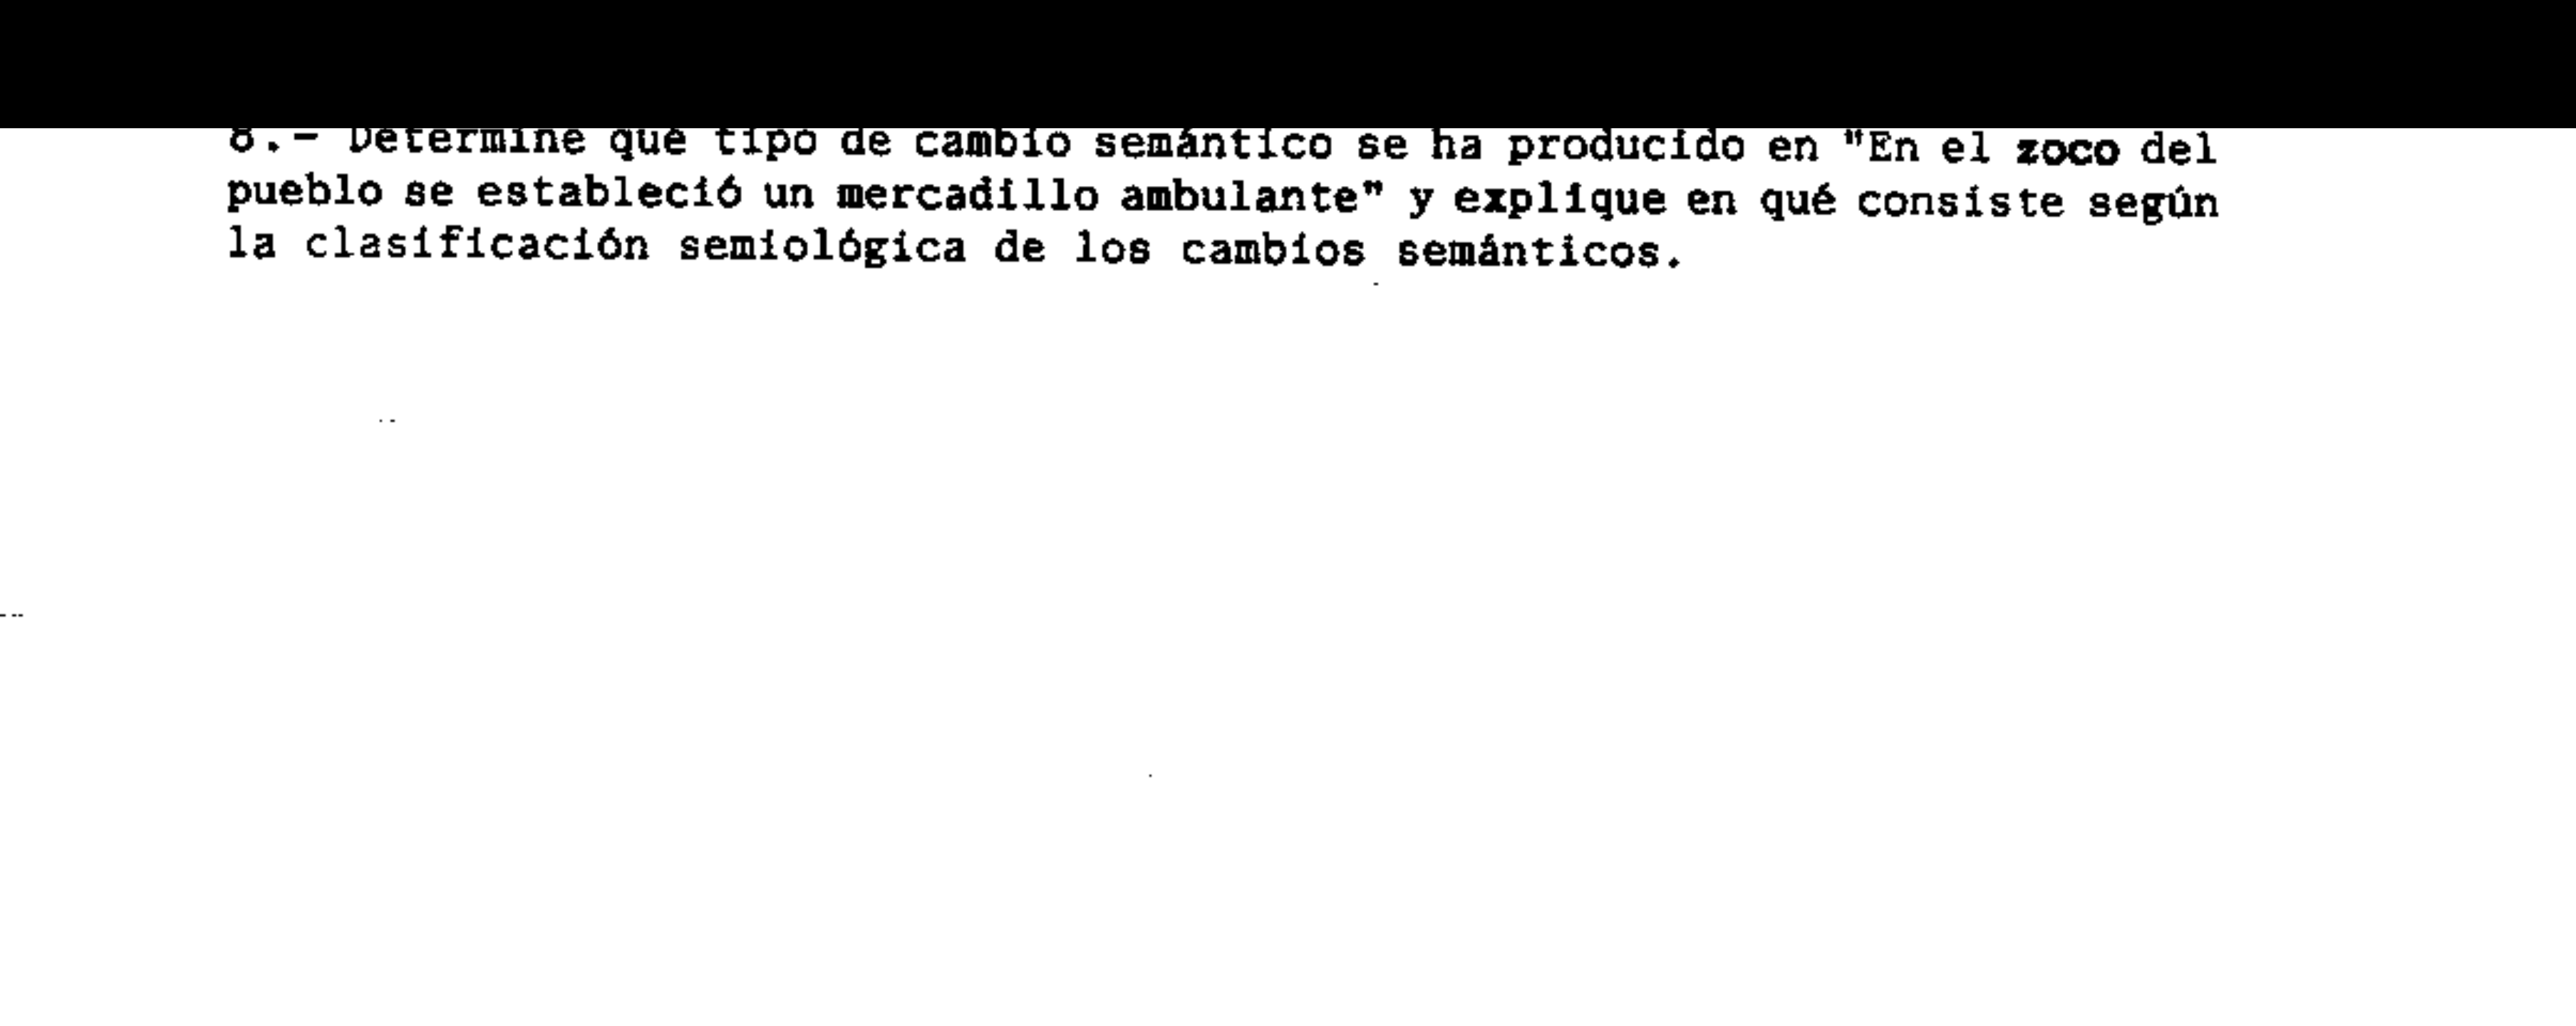 8.- Determine qué tipo de cambio semántico se ha producido en "En el zoco del
pueblo se estableció un mercadillo ambulante" y explique en qué consiste según
la clasificación semiológica de los cambios semánticos.